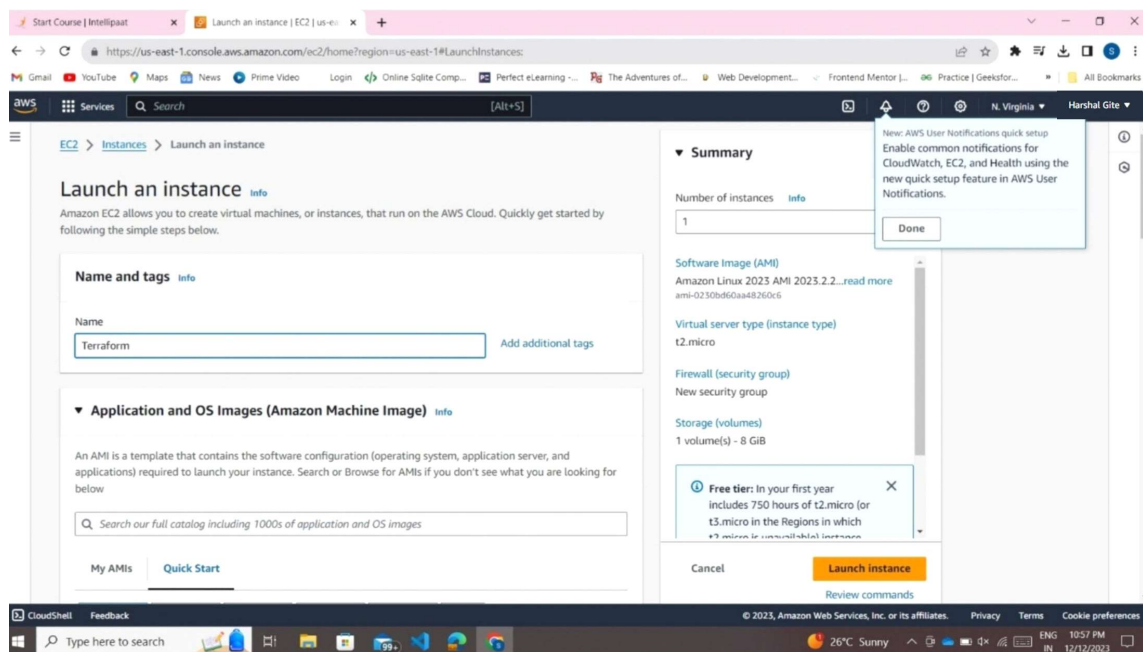 Start Course | Intellipaat
Launch an instance | EC2 | us-ea
https://us-east-1.console.aws.amazon.com/ec2/home?region=us-east-1#LaunchInstances:
Gmail YouTube Maps News Prime Video Login Online Sqlite Comp... Perfect eLearning -... The Adventures of... Web Development... Frontend Mentor |... Practice | Geeksfor... » All Bookmarks
aws Services Search [Alt+S] N. Virginia Harshal Gite
EC2 > Instances > Launch an instance
Launch an instance Info
Amazon EC2 allows you to create virtual machines, or instances, that run on the AWS Cloud. Quickly get started by
following the simple steps below.
Name and tags Info
Name
Terraform
Add additional tags
Application and OS Images (Amazon Machine Image) Info
An AMI is a template that contains the software configuration (operating system, application server, and
applications) required to launch your instance. Search or Browse for AMIs if you don't see what you are looking for
below
Search our full catalog including 1000s of application and OS images
My AMIs Quick Start
Summary
Number of instances Info
1
Software Image (AMI)
Amazon Linux 2023 AMI 2023.2.2...read more
ami-0230bd60aa48260c6
Virtual server type (instance type)
t2.micro
Firewall (security group)
New security group
Storage (volumes)
1 volume(s) - 8 GiB
Free tier: In your first year
includes 750 hours of t2.micro (or
t3.micro in the Regions in which
t2.micro is unavailable) instance
Cancel Launch instance
Review commands
New: AWS User Notifications quick setup
Enable common notifications for
CloudWatch, EC2, and Health using the
new quick setup feature in AWS User
Notifications.
Done
CloudShell Feedback © 2023, Amazon Web Services, Inc. or its affiliates. Privacy Terms Cookie preferences
Type here to search 99+ 26°C Sunny ENG 10:57 PM
IN 12/12/2023